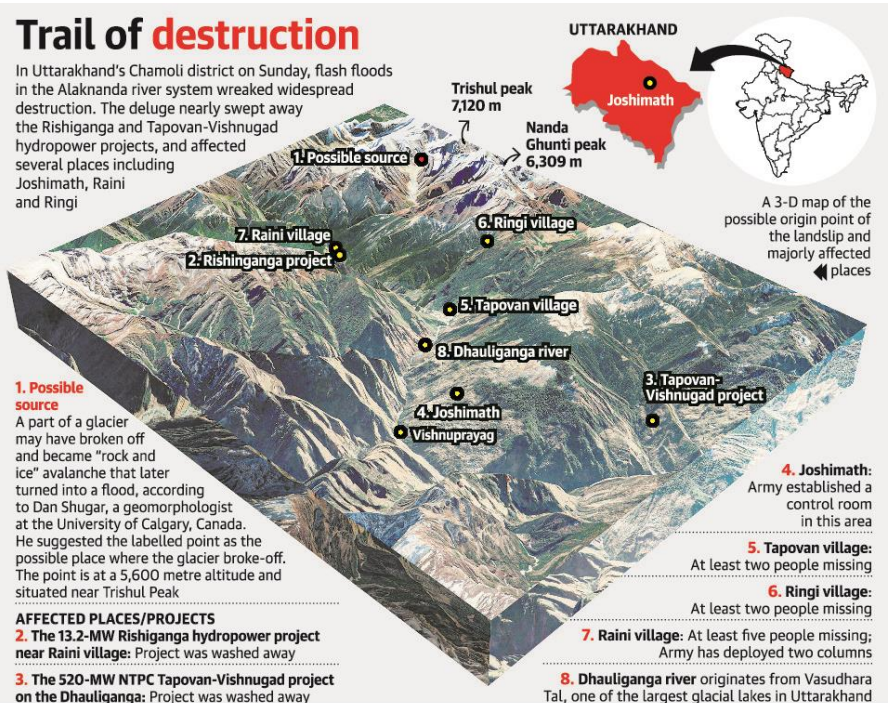 Trail of destruction
In Uttarakhand's Chamoli district on Sunday, flash floods
in the Alaknanda river system wreaked widespread
destruction. The deluge nearly swept away
the Rishiganga and Tapovan-Vishnugad
hydropower projects, and affected
several places including
Joshimath, Raini
and Ringi
UTTARAKHAND
Joshimath
Trishul peak
7,120 m
Nanda
Ghunti peak
6,309 m
A 3-D map of the
possible origin point of
the landslip and
majorly affected
places
1. Possible source
7. Raini village
2. Rishinganga project
6. Ringi village
5. Tapovan village
8. Dhauliganga river
3. Tapovan-
Vishnugad project
4. Joshimath
Vishnuprayag
1. Possible
source
A part of a glacier
may have broken off
and became "rock and
ice" avalanche that later
turned into a flood, according
to Dan Shugar, a geomorphologist
at the University of Calgary, Canada.
He suggested the labelled point as the
possible place where the glacier broke-off.
The point is at a 5,600 metre altitude and
situated near Trishul Peak
AFFECTED PLACES/PROJECTS
2. The 13.2-MW Rishiganga hydropower project
near Raini village: Project was washed away
3. The 520-MW NTPC Tapovan-Vishnugad project
on the Dhauliganga: Project was washed away
4. Joshimath:
Army established a
control room
in this area
5. Tapovan village:
At least two people missing
6. Ringi village:
At least two people missing
7. Raini village: At least five people missing;
Army has deployed two columns
8. Dhauliganga river originates from Vasudhara
Tal, one of the largest glacial lakes in Uttarakhand